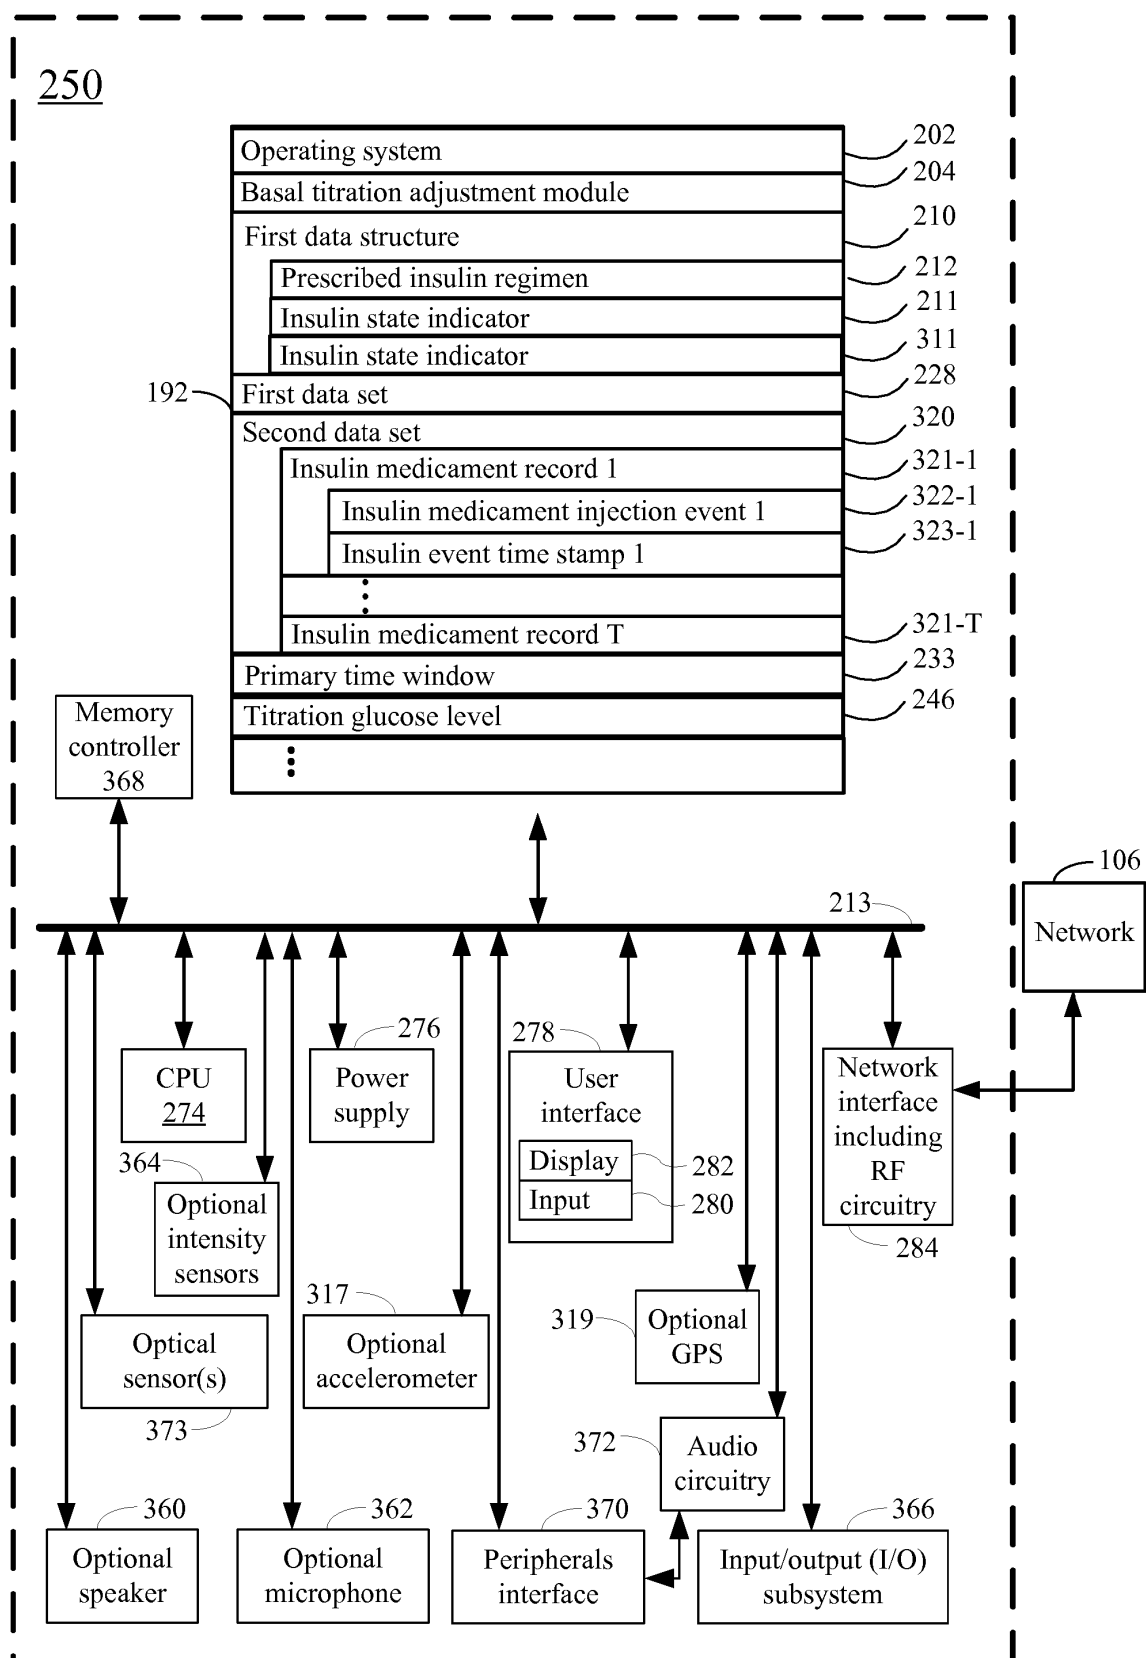 250
Operating system
202
Basal titration adjustment module
204
First data structure
210
Prescribed insulin regimen
212
Insulin state indicator
211
Insulin state indicator
311
192
First data set
228
Second data set
320
Insulin medicament record 1
321-1
Insulin medicament injection event 1
322-1
Insulin event time stamp 1
323-1
Insulin medicament record T
321-T
Primary time window
233
Titration glucose level
246
Memory
controller
368
106
Network
213
CPU
274
276
Power
supply
278
User
interface
Display
282
Input
280
Network
interface
including
RF
circuitry
284
364
Optional
intensity
sensors
Optical
sensor(s)
373
317
Optional
accelerometer
319
Optional
GPS
372
Audio
circuitry
360
Optional
speaker
362
Optional
microphone
370
Peripherals
interface
366
Input/output (I/O)
subsystem